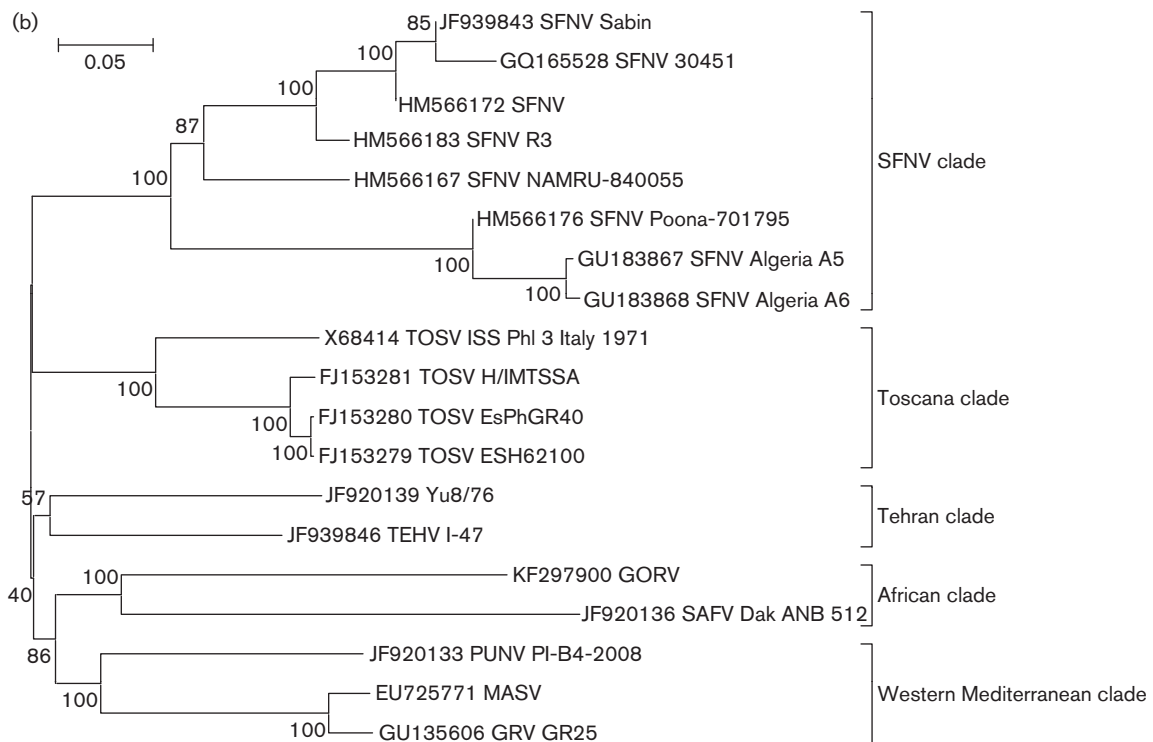 (b)
0.05
85
JF939843 SFNV Sabin
GQ165528 SFNV 30451
100
HM566172 SFNV
100
HM566183 SFNV R3
87
HM566167 SFNV NAMRU-840055
100
HM566176 SFNV Poona-701795
100
GU183867 SFNV Algeria A5
100
GU183868 SFNV Algeria A6
SFNV clade
X68414 TOSV ISS Phl 3 Italy 1971
100
FJ153281 TOSV H/IMTSSA
100
FJ153280 TOSV EsPhGR40
100
FJ153279 TOSV ESH62100
Toscana clade
57
JF920139 Yu8/76
JF939846 TEHV I-47
Tehran clade
40
100
KF297900 GORV
JF920136 SAFV Dak ANB 512
African clade
86
JF920133 PUNV PI-B4-2008
100
EU725771 MASV
100
GU135606 GRV GR25
Western Mediterranean clade